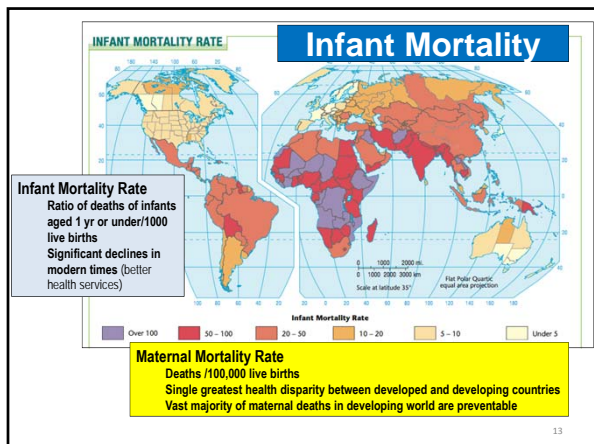 INFANT MORTALITY RATE
Infant Mortality
Infant Mortality Rate
Ratio of deaths of infants
aged 1 yr or under/1000
live births
Significant declines in
modern times (better
health services)
0 1000 2000 mi.
0 1000 2000 3000 km
Scale at latitude 35°
Flat Polar Quartic
equal area projection
Infant Mortality Rate
Over 100
50 – 100
20 – 50
10 – 20
5 – 10
Under 5
Maternal Mortality Rate
Deaths /100,000 live births
Single greatest health disparity between developed and developing countries
Vast majority of maternal deaths in developing world are preventable
13